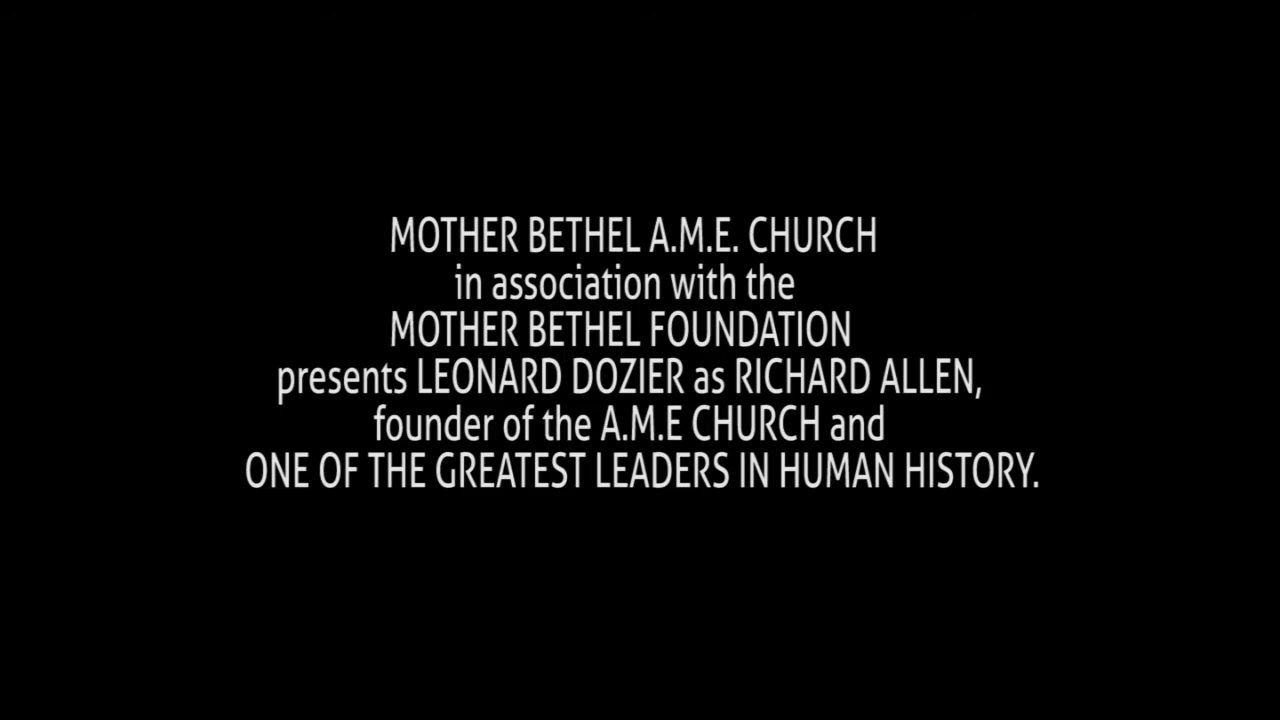 MOTHER BETHEL A.M.E. CHURCH
in association with the
MOTHER BETHEL FOUNDATION
presents LEONARD DOZIER as RICHARD ALLEN,
founder of the A.M.E CHURCH and
ONE OF THE GREATEST LEADERS IN HUMAN HISTORY.